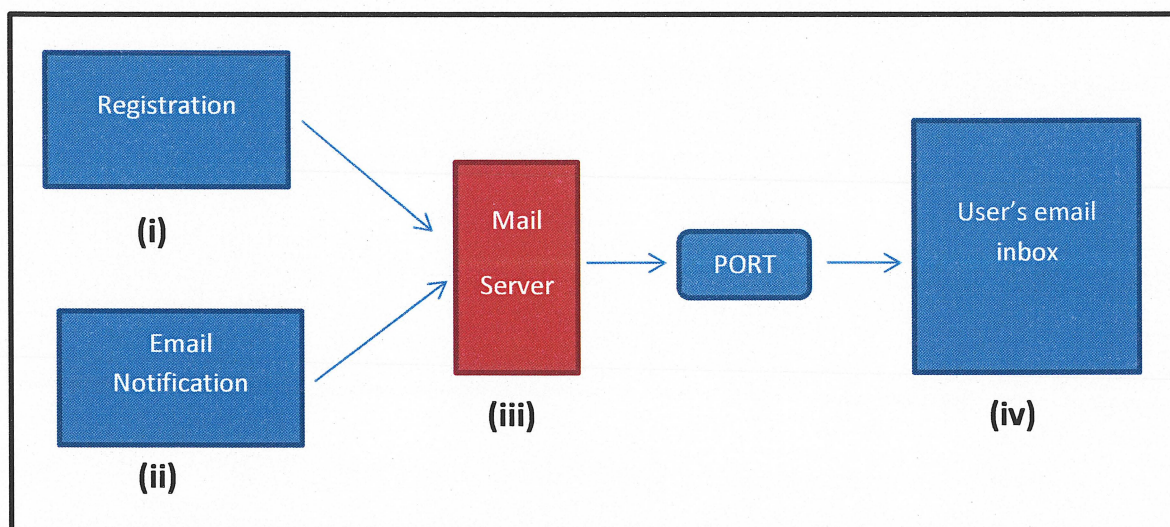 Registration
(i)
Email
Notification
(ii)
Mail
Server
(iii)
PORT
User's email
inbox
(iv)